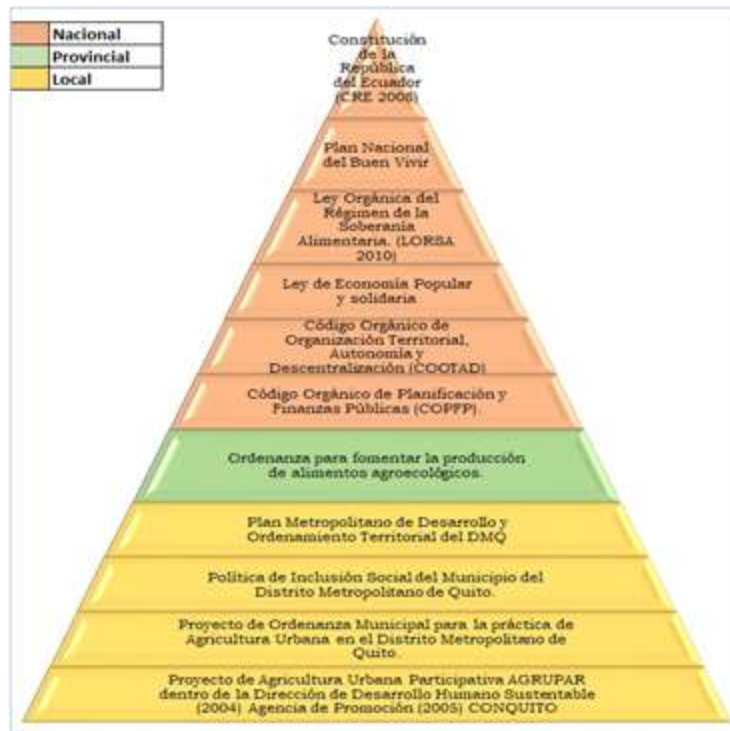 Nacional
Provincial
Local
Constitución
de la
República
del Ecuador
(CRE 2008)
Plan Nacional
del Buen Vivir
Ley Orgánica del
Régimen de la
Soberanía
Alimentaria. (LORSA
2010)
Ley de Economía Popular
y solidaria
Código Orgánico de
Organización Territorial,
Autonomía y
Descentralización (COOTAD)
Código Orgánico de Planificación y
Finanzas Públicas (COPFP).
Ordenanza para fomentar la producción
de alimentos agroecológicos.
Plan Metropolitano de Desarrollo y
Ordenamiento Territorial del DMQ
Política de Inclusión Social del Municipio del
Distrito Metropolitano de Quito.
Proyecto de Ordenanza Municipal para la práctica de
Agricultura Urbana en el Distrito Metropolitano de
Quito.
Proyecto de Agricultura Urbana Participativa AGRUPAR
dentro de la Dirección de Desarrollo Humano Sustentable
(2004) Agencia de Promoción (2005) CONQUITO